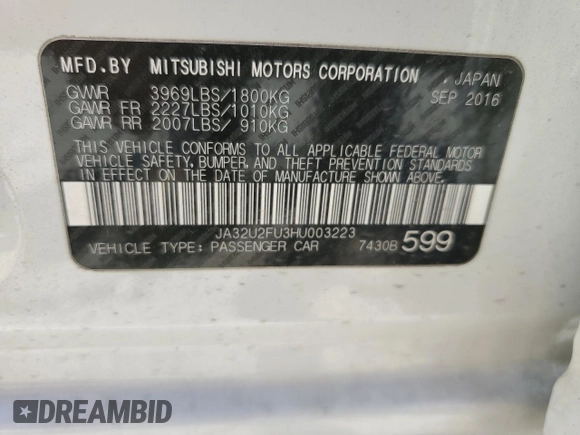 MFD.BY MITSUBISHI MOTORS CORPORATION
JAPAN
GVWR 3969LBS/1800KG
SEP 2016
GAWR FR 2227LBS/1010KG
GAWR RR 2007LBS/ 910KG
THIS VEHICLE CONFORMS TO ALL APPLICABLE FEDERAL MOTOR
VEHICLE SAFETY, BUMPER, AND THEFT PREVENTION STANDARDS
IN EFFECT ON THE DATE OF MANUFACTURE SHOWN ABOVE.
JA32U2FU3HU003223
VEHICLE TYPE: PASSENGER CAR 7430B 599
DREAMBID